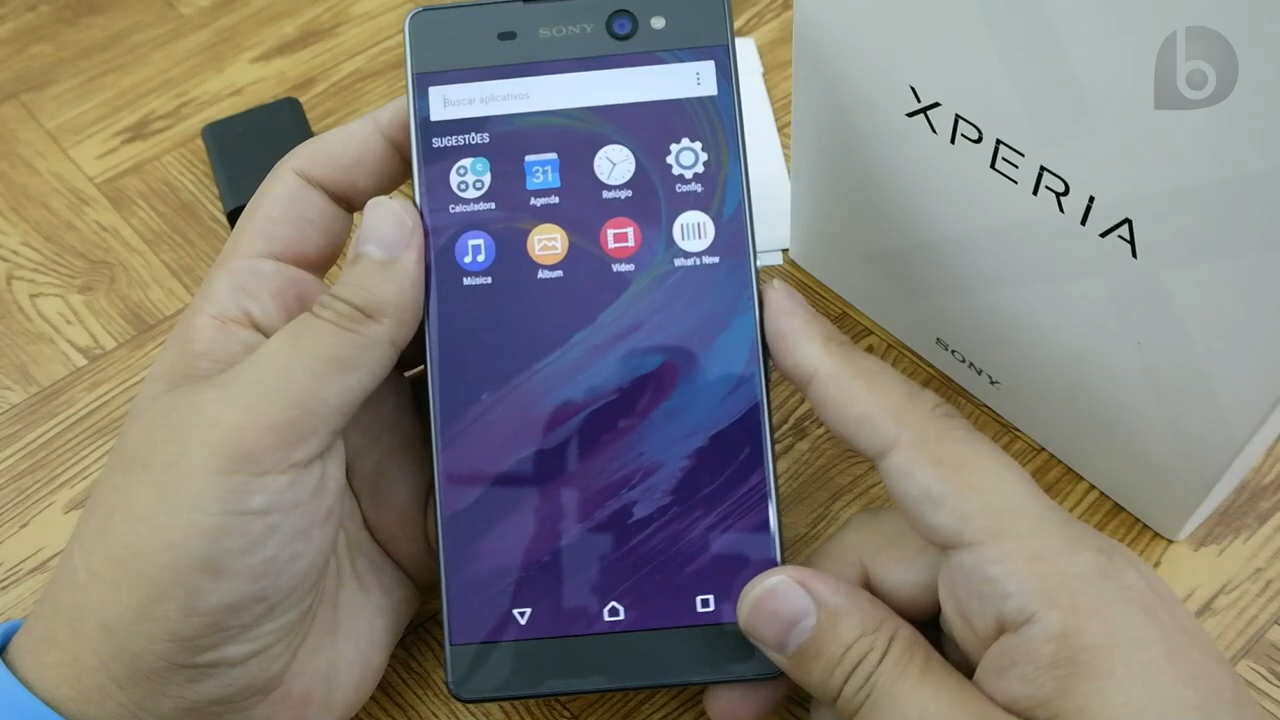 SONY
Buscar aplicativos
SUGESTÕES
Calculadora
31
Agenda
Relógio
Config.
Música
Álbum
Vídeo
What's New
XPERIA
SONY
b